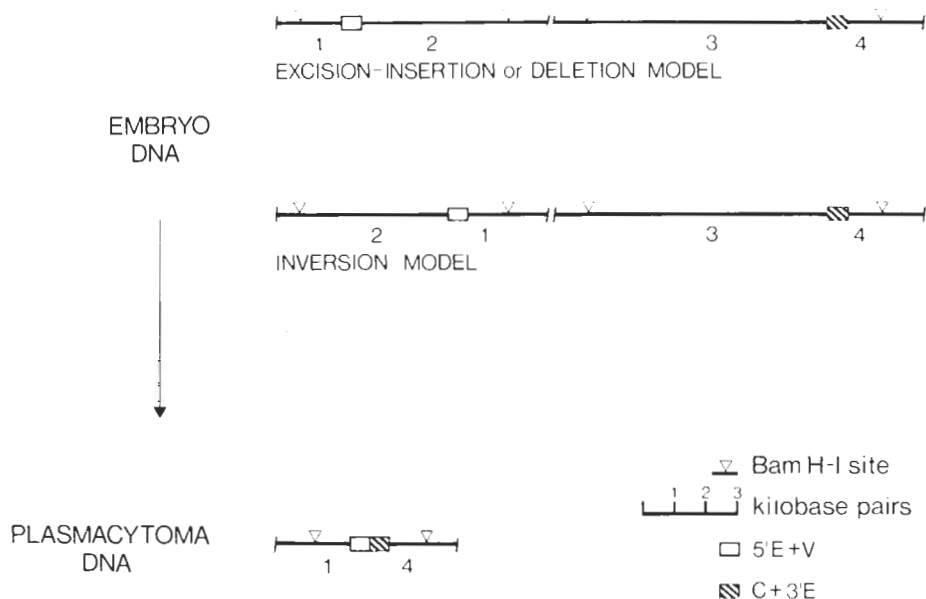 1 2 3 4
EXCISION-INSERTION or DELETION MODEL
EMBRYO
DNA
2 1 3 4
INVERSION MODEL
Bam H-I site
1 2 3
kilobase pairs
PLASMACYTOMA
DNA
1 4
5'E+V
C+3'E